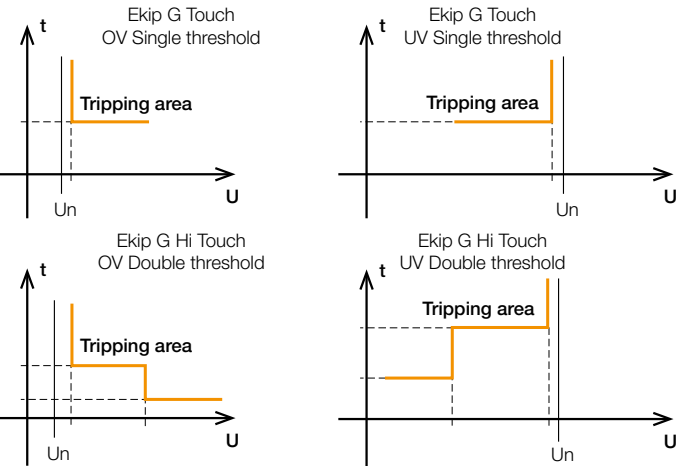 Ekip G Touch
OV Single threshold
t
Tripping area
U
Un
Ekip G Touch
UV Single threshold
t
Tripping area
U
Un
Ekip G Hi Touch
OV Double threshold
t
Tripping area
U
Un
Ekip G Hi Touch
UV Double threshold
t
Tripping area
U
Un